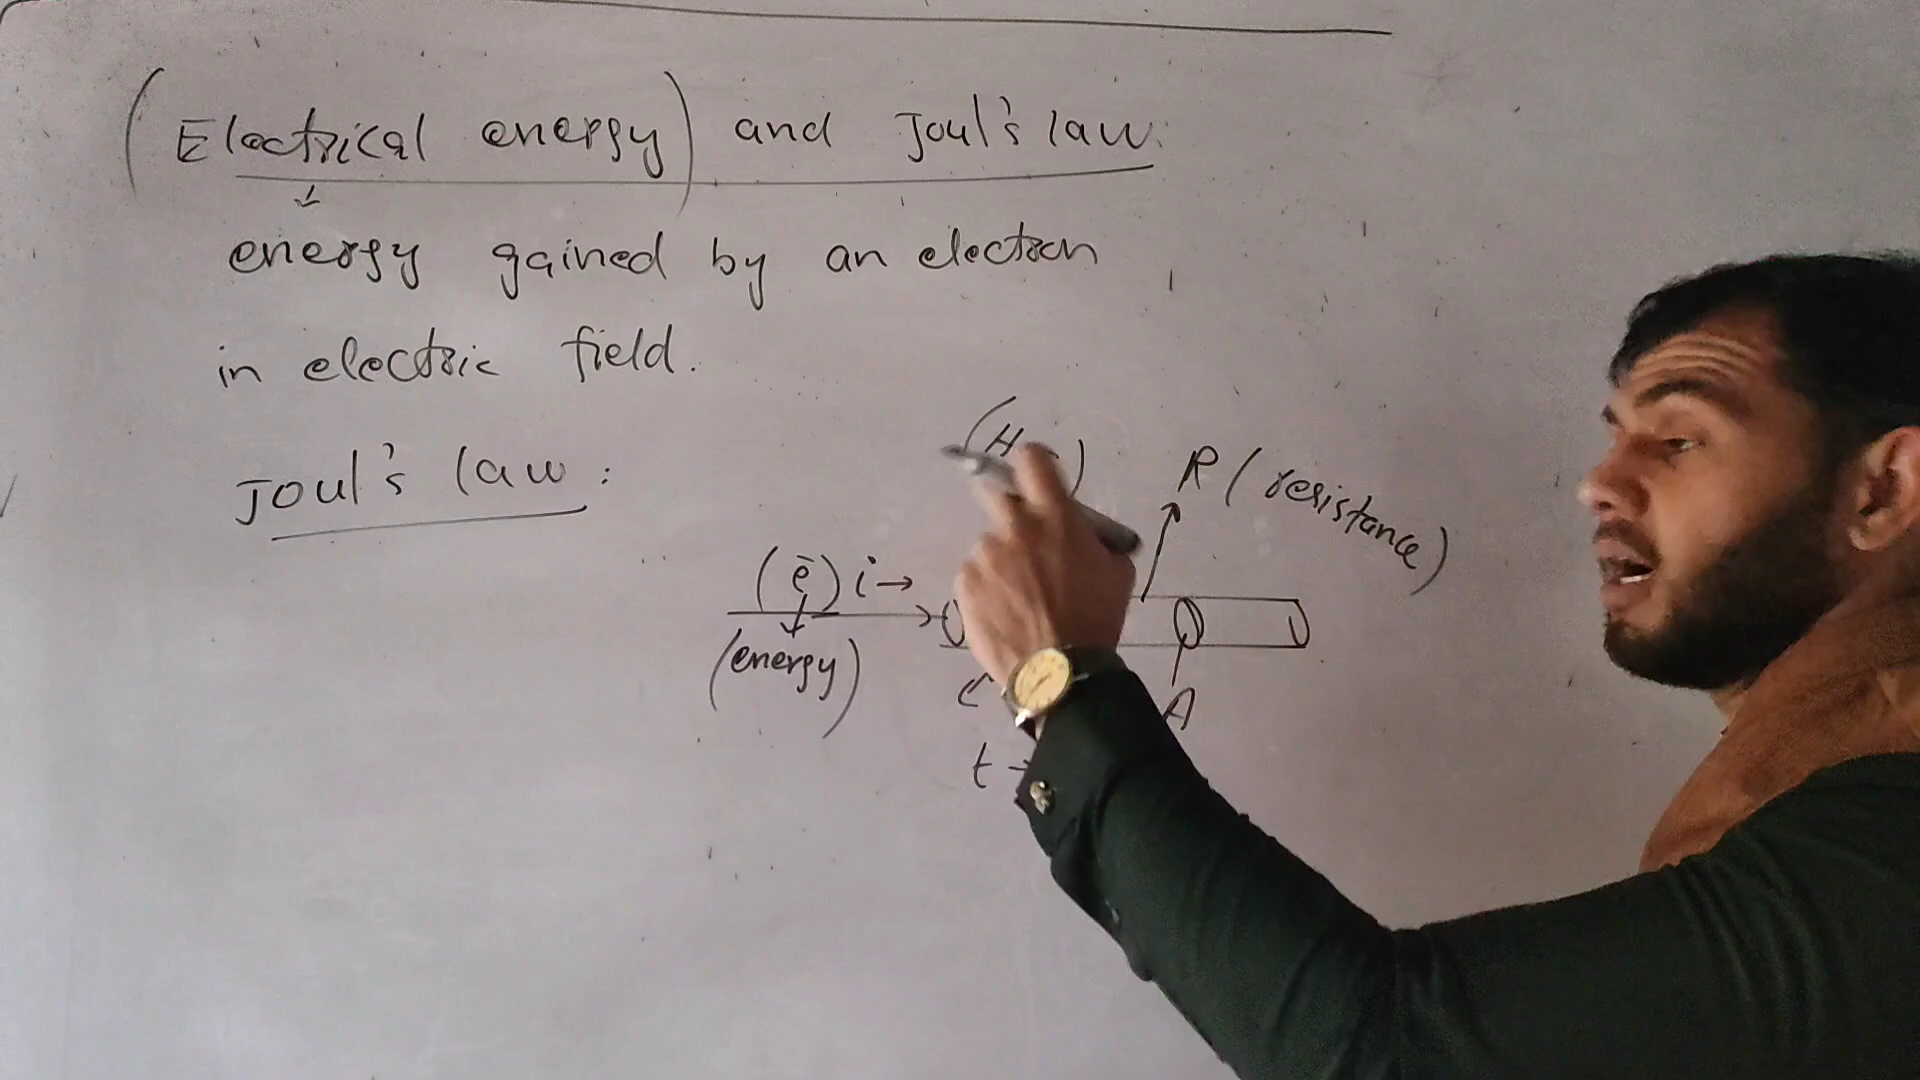 (Electrical energy) and Joul's law:
energy gained by an electron
in electric field.
Joul's law :
(H )
R (resistance)
(ē) i→
(energy)
A
t →